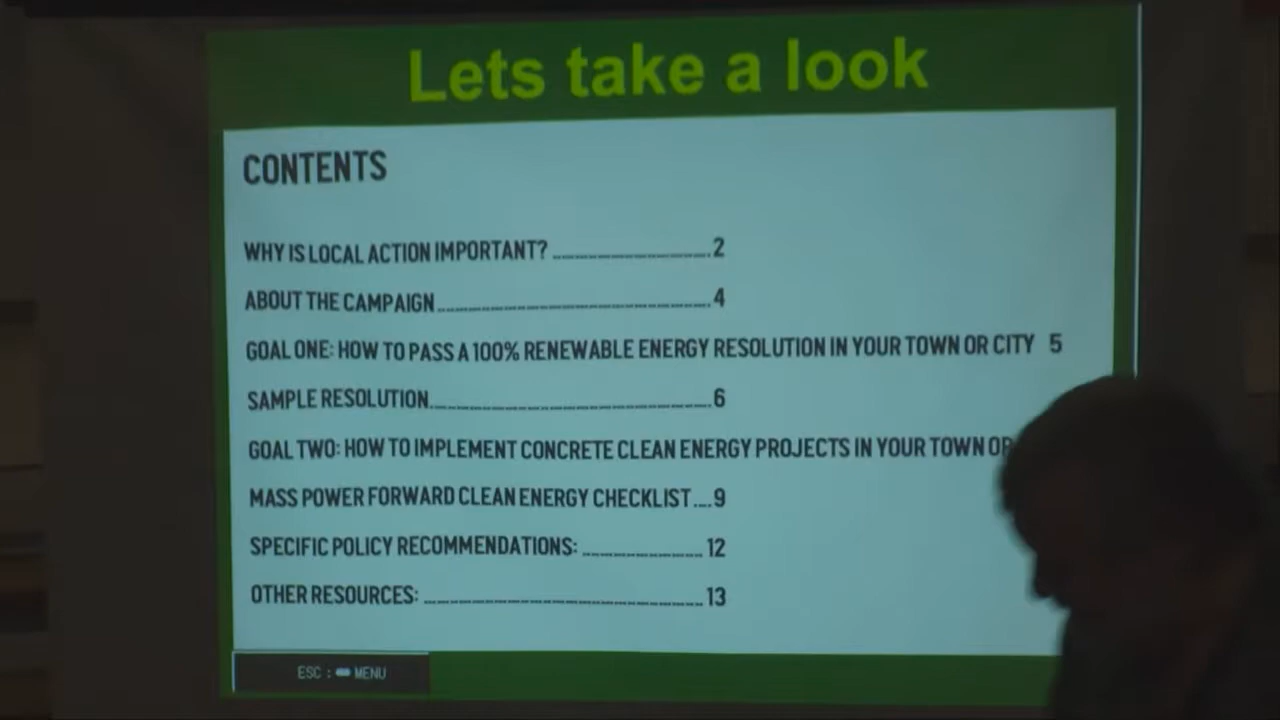 Lets take a look
CONTENTS
WHY IS LOCAL ACTION IMPORTANT? 2
ABOUT THE CAMPAIGN 4
GOAL ONE: HOW TO PASS A 100% RENEWABLE ENERGY RESOLUTION IN YOUR TOWN OR CITY 5
SAMPLE RESOLUTION 6
GOAL TWO: HOW TO IMPLEMENT CONCRETE CLEAN ENERGY PROJECTS IN YOUR TOWN OR
MASS POWER FORWARD CLEAN ENERGY CHECKLIST 9
SPECIFIC POLICY RECOMMENDATIONS: 12
OTHER RESOURCES: 13
ESC : MENU